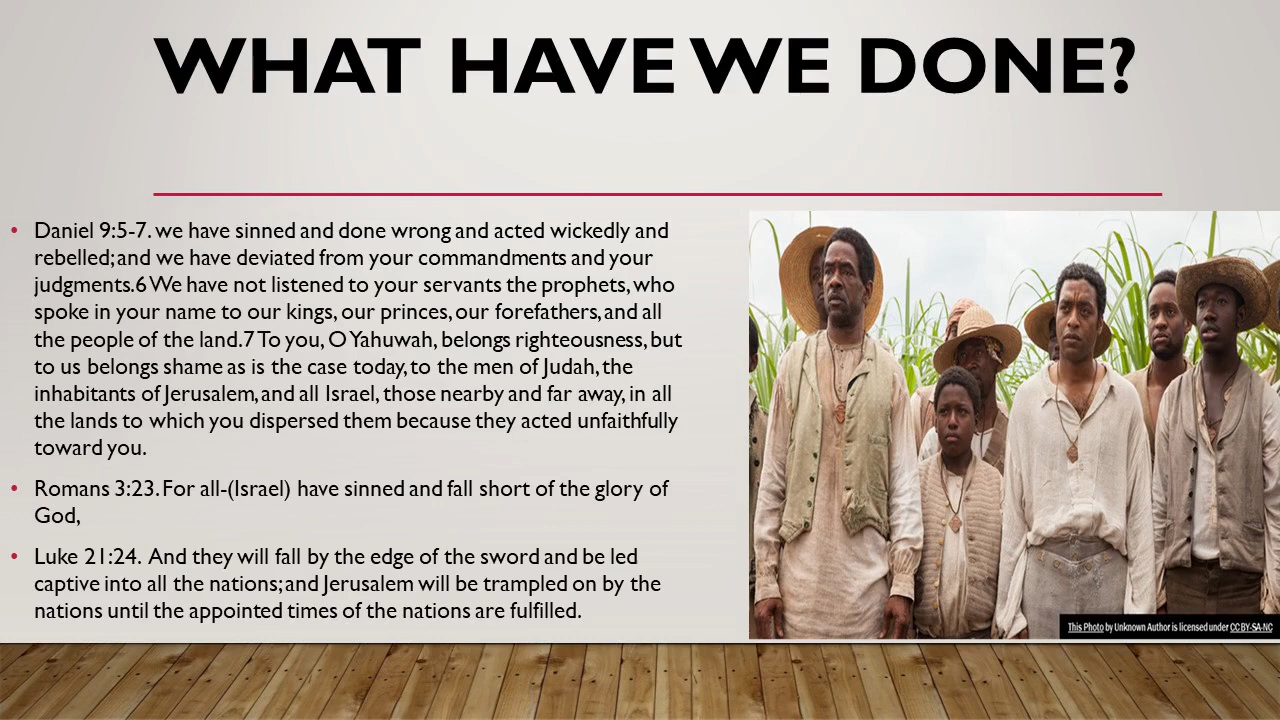 WHAT HAVE WE DONE?
• Daniel 9:5-7. we have sinned and done wrong and acted wickedly and
rebelled; and we have deviated from your commandments and your
judgments.6 We have not listened to your servants the prophets, who
spoke in your name to our kings, our princes, our forefathers, and all
the people of the land.7 To you, O Yahuwah, belongs righteousness, but
to us belongs shame as is the case today, to the men of Judah, the
inhabitants of Jerusalem, and all Israel, those nearby and far away, in all
the lands to which you dispersed them because they acted unfaithfully
toward you.
• Romans 3:23. For all-(Israel) have sinned and fall short of the glory of
God,
• Luke 21:24. And they will fall by the edge of the sword and be led
captive into all the nations; and Jerusalem will be trampled on by the
nations until the appointed times of the nations are fulfilled.
This Photo by Unknown Author is licensed under CC BY-SA-NC